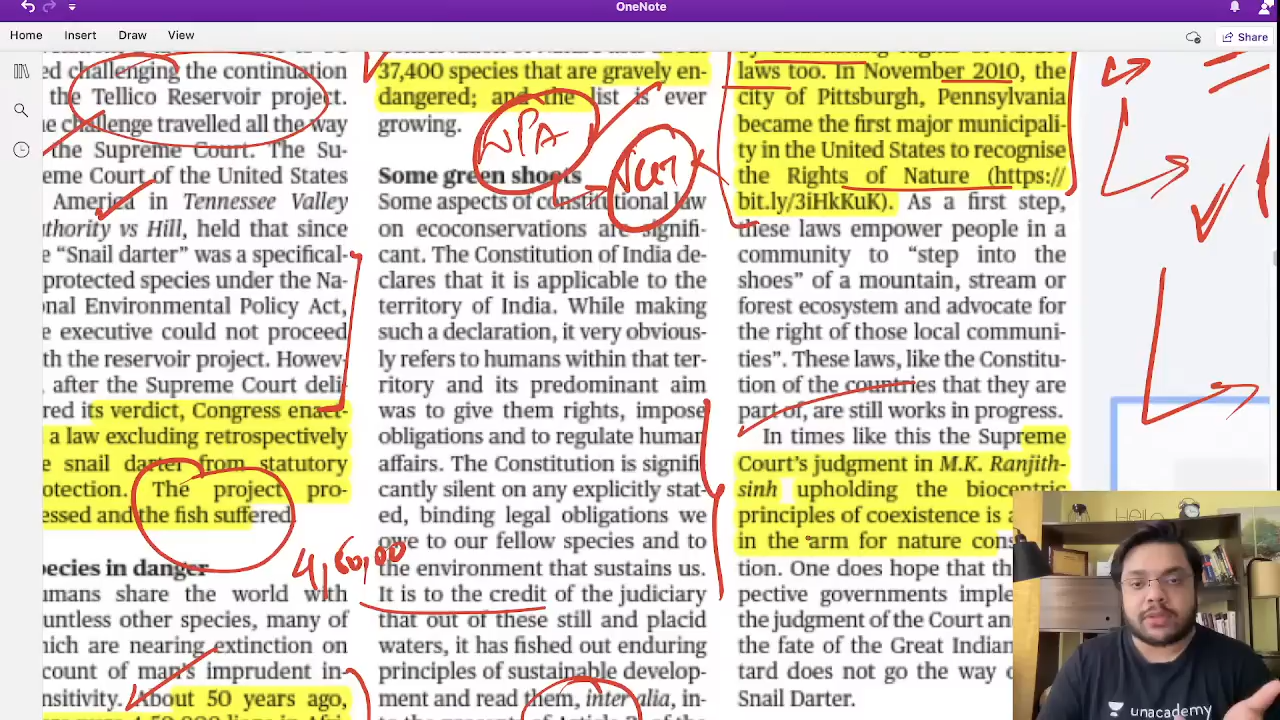 OneNote
Home Insert Draw View
Share
ed challenging the continuation
the Tellico Reservoir project.
e challenge travelled all the way
the Supreme Court. The Su-
eme Court of the United States
America in Tennessee Valley
uthority vs Hill, held that since
e “Snail darter” was a specifical-
protected species under the Na-
onal Environmental Policy Act,
e executive could not proceed
th the reservoir project. Howev-
, after the Supreme Court deli-
red its verdict, Congress enact-
a law excluding retrospectively
e snail darter from statutory
otection. The project pro-
essed and the fish suffered.
4,50,00
pecies in danger
umans share the world with
untless other species, many of
hich are nearing extinction on
count of man's imprudent in-
nsitivity. About 50 years ago,
37,400 species that are gravely en-
dangered; and the list is ever
growing.
WPA
NGT
Some green shoots
Some aspects of constitutional law
on ecoconservations are signifi-
cant. The Constitution of India de-
clares that it is applicable to the
territory of India. While making
such a declaration, it very obvious-
ly refers to humans within that ter-
ritory and its predominant aim
was to give them rights, impose
obligations and to regulate human
affairs. The Constitution is signifi
cantly silent on any explicitly stat-
ed, binding legal obligations we
owe to our fellow species and to
the environment that sustains us.
It is to the credit of the judiciary
that out of these still and placid
waters, it has fished out enduring
principles of sustainable develop-
ment and read them, inter alia, in-
laws too. In November 2010, the
city of Pittsburgh, Pennsylvania
became the first major municipali-
ty in the United States to recognise
the Rights of Nature (https://
bit.ly/3iHkKuK). As a first step,
these laws empower people in a
community to “step into the
shoes” of a mountain, stream or
forest ecosystem and advocate for
the right of those local communi-
ties”. These laws, like the Constitu-
tion of the countries that they are
part of, are still works in progress.
In times like this the Supreme
Court's judgment in M.K. Ranjith-
sinh upholding the biocentric
principles of coexistence is a
in the arm for nature cons
tion. One does hope that th
pective governments imple
the judgment of the Court and
the fate of the Great Indian
tard does not go the way o
Snail Darter.
Hello
unacademy